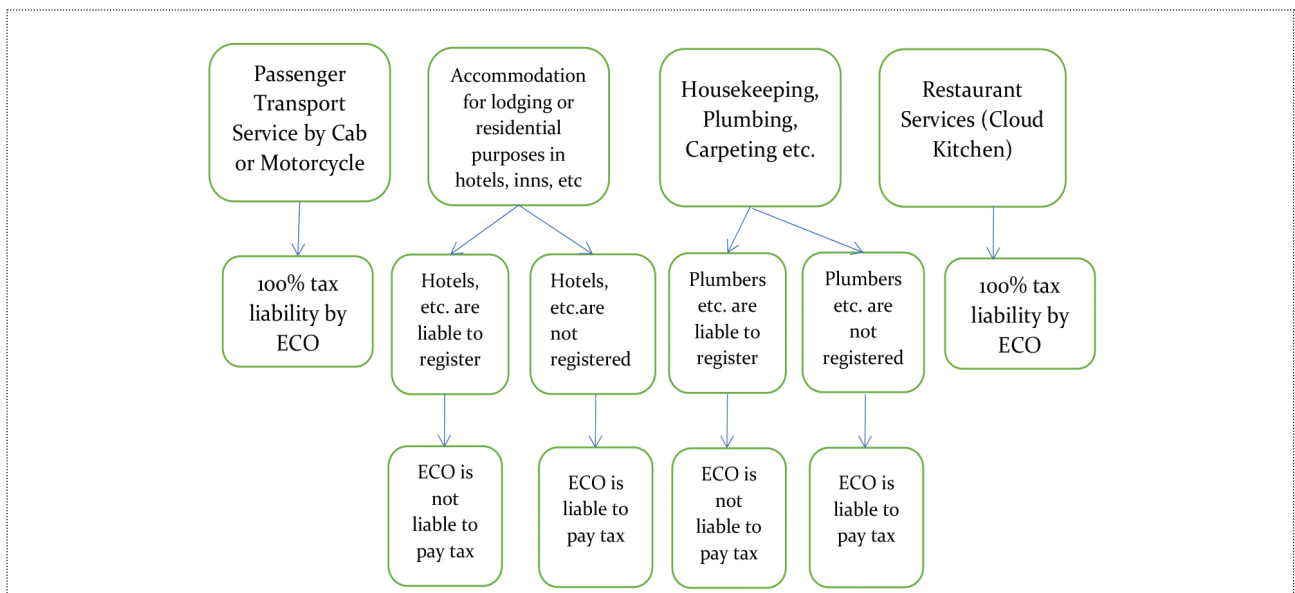 Passenger
Transport
Service by Cab
or Motorcycle
Accommodation
for lodging or
residential
purposes in
hotels, inns, etc
Housekeeping,
Plumbing,
Carpeting etc.
Restaurant
Services (Cloud
Kitchen)
100% tax
liability by
ECO
Hotels,
etc. are
liable to
register
Hotels,
etc.are
not
registered
Plumbers
etc. are
liable to
register
Plumbers
etc. are
not
registered
100% tax
liability by
ECO
ECO is
not
liable to
pay tax
ECO is
liable to
pay tax
ECO is
not
liable to
pay tax
ECO is
liable to
pay tax